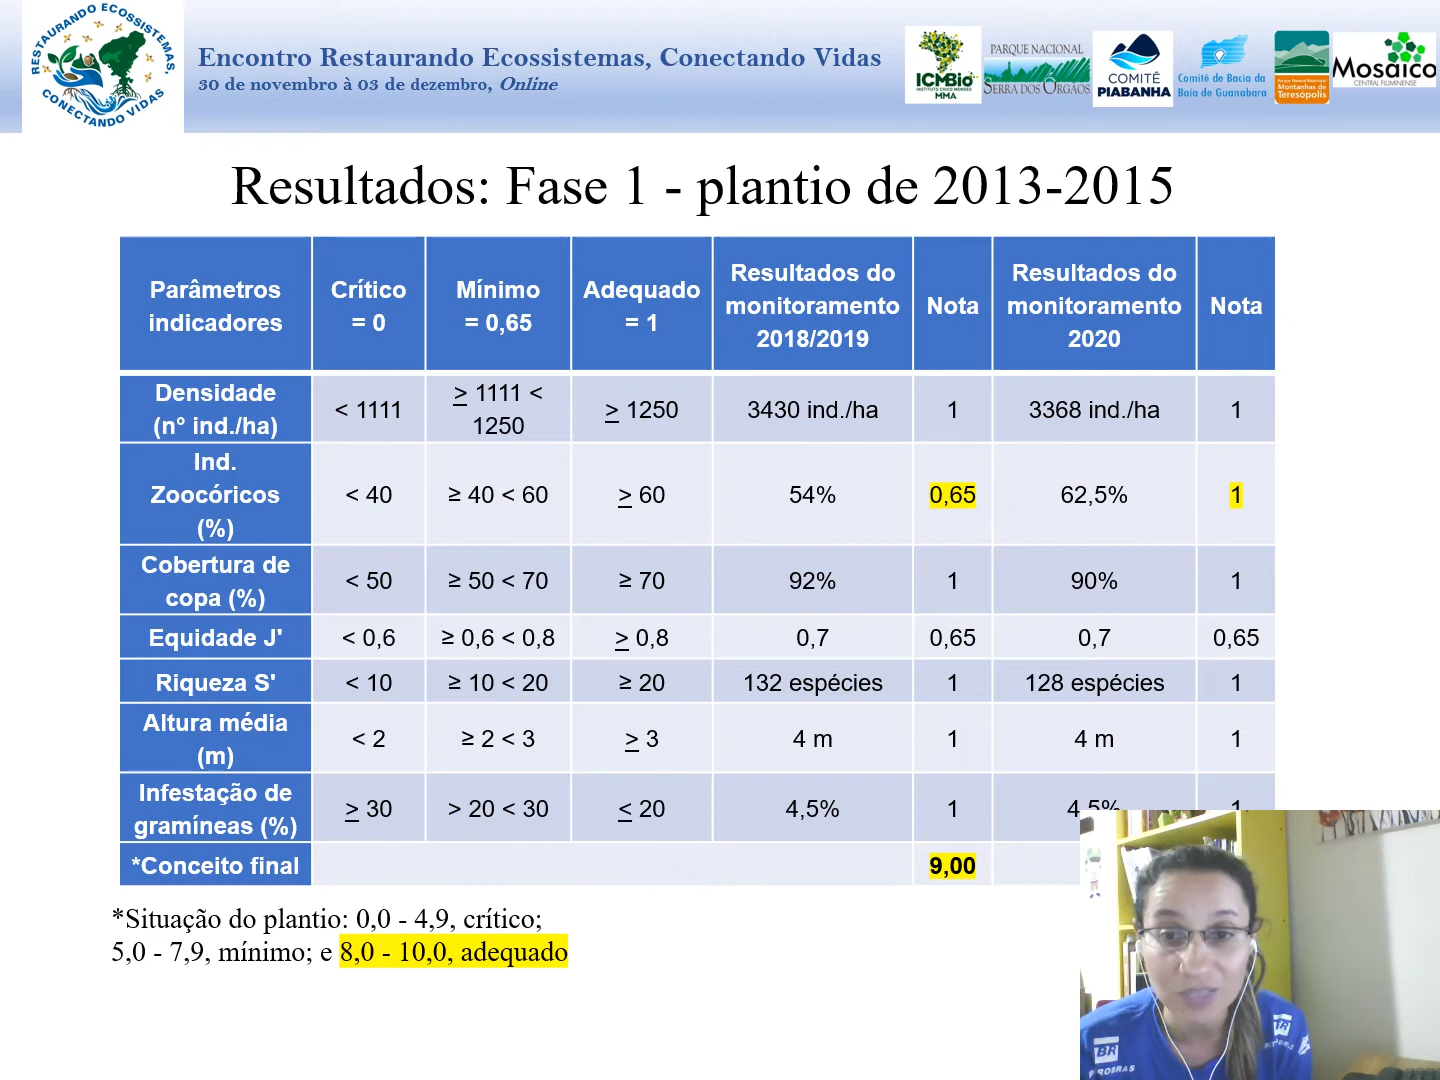 RESTAURANDO ECOSSISTEMAS,
CONECTANDO VIDAS
Encontro Restaurando Ecossistemas, Conectando Vidas
30 de novembro à 03 de dezembro, Online
ICMBio
INSTITUTO CHICO MENDES
MMA
PARQUE NACIONAL
SERRA DOS ÓRGÃOS
COMITÊ
PIABANHA
Comitê de Bacia da
Baía de Guanabara
Parque Natural Municipal
Montanhas de
Teresópolis
Mosaico
CENTRAL FLUMINENSE
Resultados: Fase 1 - plantio de 2013-2015
Parâmetros indicadores Crítico = 0 Mínimo = 0,65 Adequado = 1 Resultados do monitoramento 2018/2019 Nota Resultados do monitoramento 2020 Nota
Densidade (n° ind./ha) < 1111 ≥ 1111 < 1250 ≥ 1250 3430 ind./ha 1 3368 ind./ha 1
Ind. Zoocóricos (%) < 40 ≥ 40 < 60 ≥ 60 54% 0,65 62,5% 1
Cobertura de copa (%) < 50 ≥ 50 < 70 ≥ 70 92% 1 90% 1
Equidade J' < 0,6 ≥ 0,6 < 0,8 ≥ 0,8 0,7 0,65 0,7 0,65
Riqueza S' < 10 ≥ 10 < 20 ≥ 20 132 espécies 1 128 espécies 1
Altura média (m) < 2 ≥ 2 < 3 ≥ 3 4 m 1 4 m 1
Infestação de gramíneas (%) ≥ 30 > 20 < 30 ≤ 20 4,5% 1 4,5% 1
*Conceito final 9,00
*Situação do plantio: 0,0 - 4,9, crítico;
5,0 - 7,9, mínimo; e 8,0 - 10,0, adequado
BR
BR